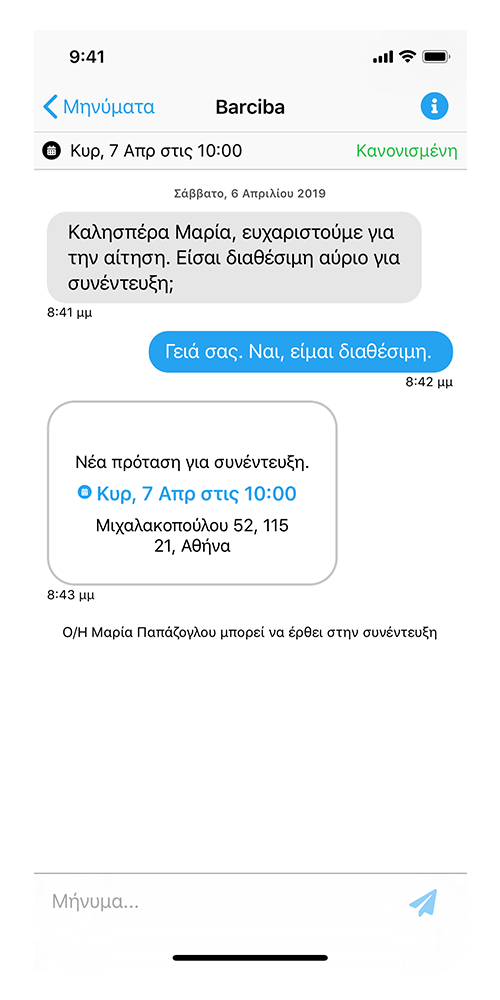 9:41
Μηνύματα Barciba
Κυρ, 7 Απρ στις 10:00 Κανονισμένη
Σάββατο, 6 Απριλίου 2019
Καλησπέρα Μαρία, ευχαριστούμε για
την αίτηση. Είσαι διαθέσιμη αύριο για
συνέντευξη;
8:41 μμ
Γειά σας. Ναι, είμαι διαθέσιμη.
8:42 μμ
Νέα πρόταση για συνέντευξη.
Κυρ, 7 Απρ στις 10:00
Μιχαλακοπούλου 52, 115
21, Αθήνα
8:43 μμ
Ο/Η Μαρία Παπάζογλου μπορεί να έρθει στην συνέντευξη
Μήνυμα...